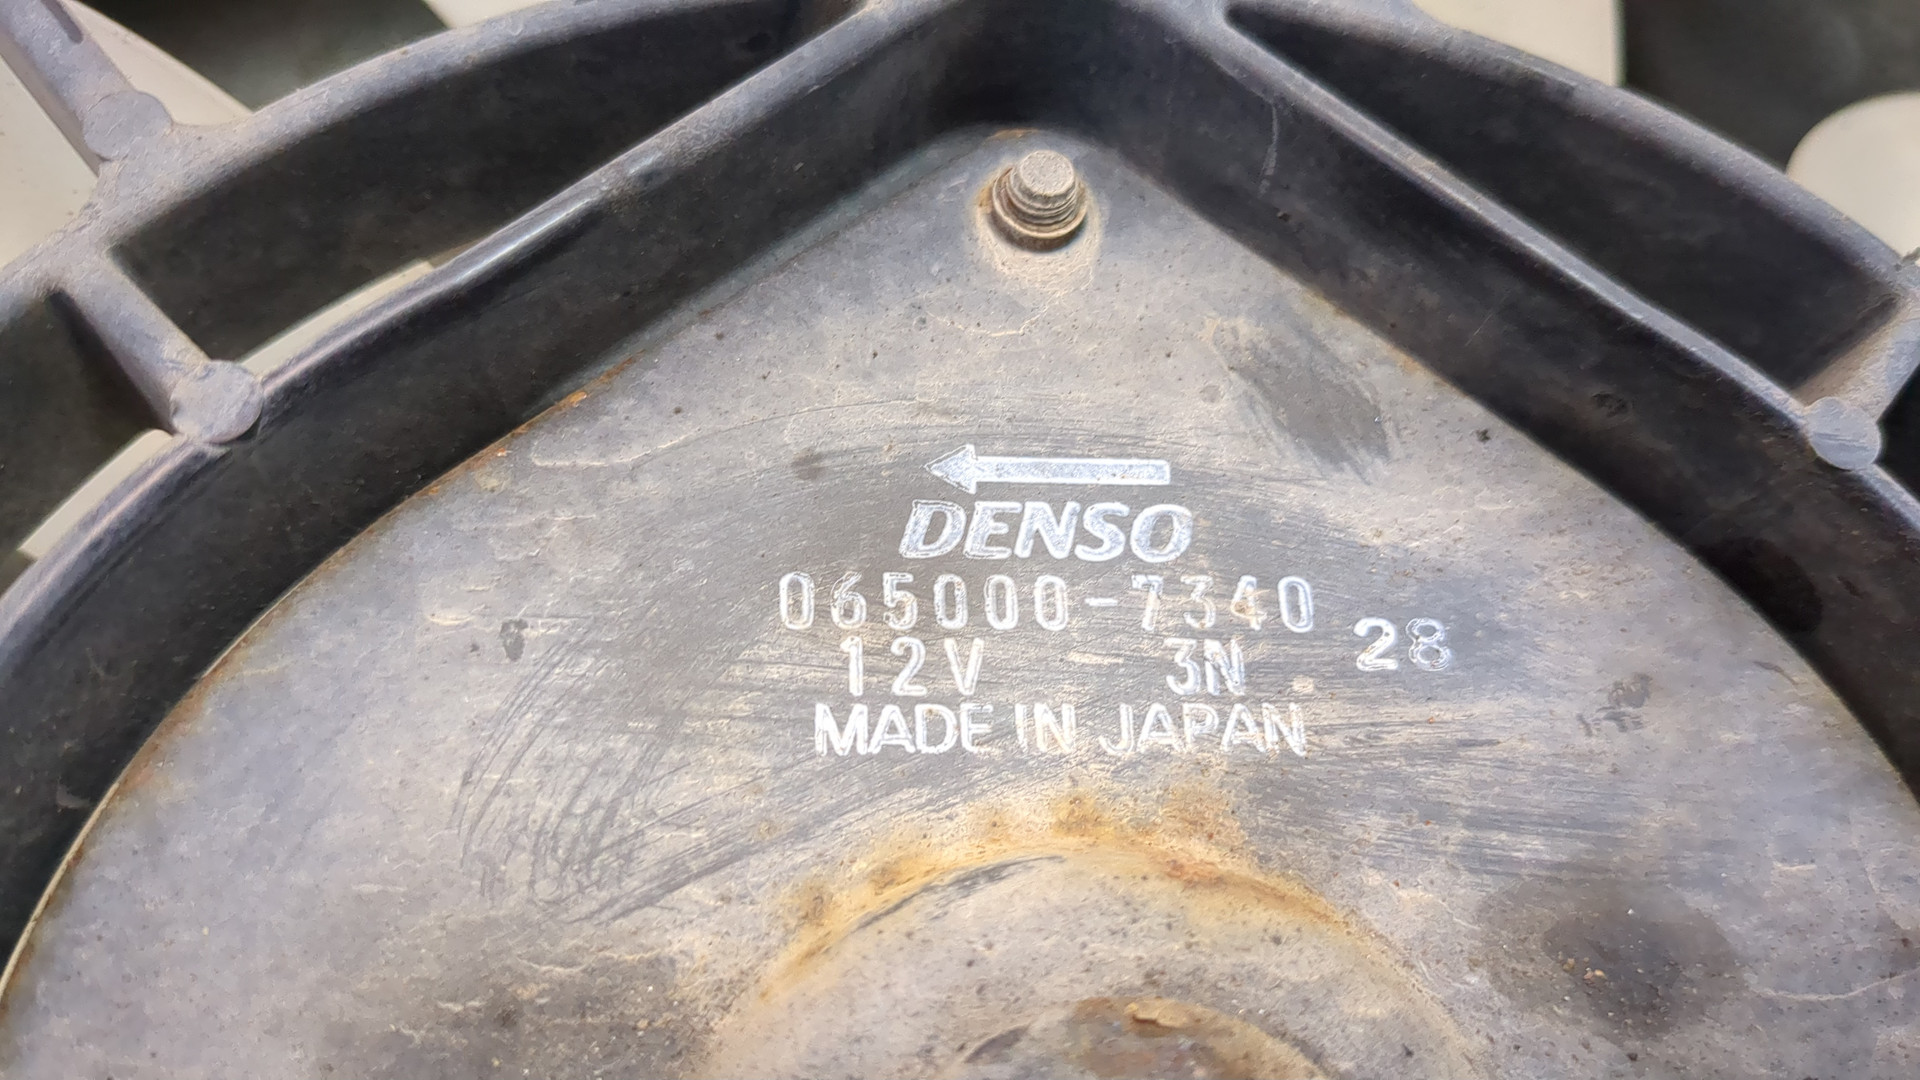 DENSO
065000-7340
12V 3N 28
MADE IN JAPAN